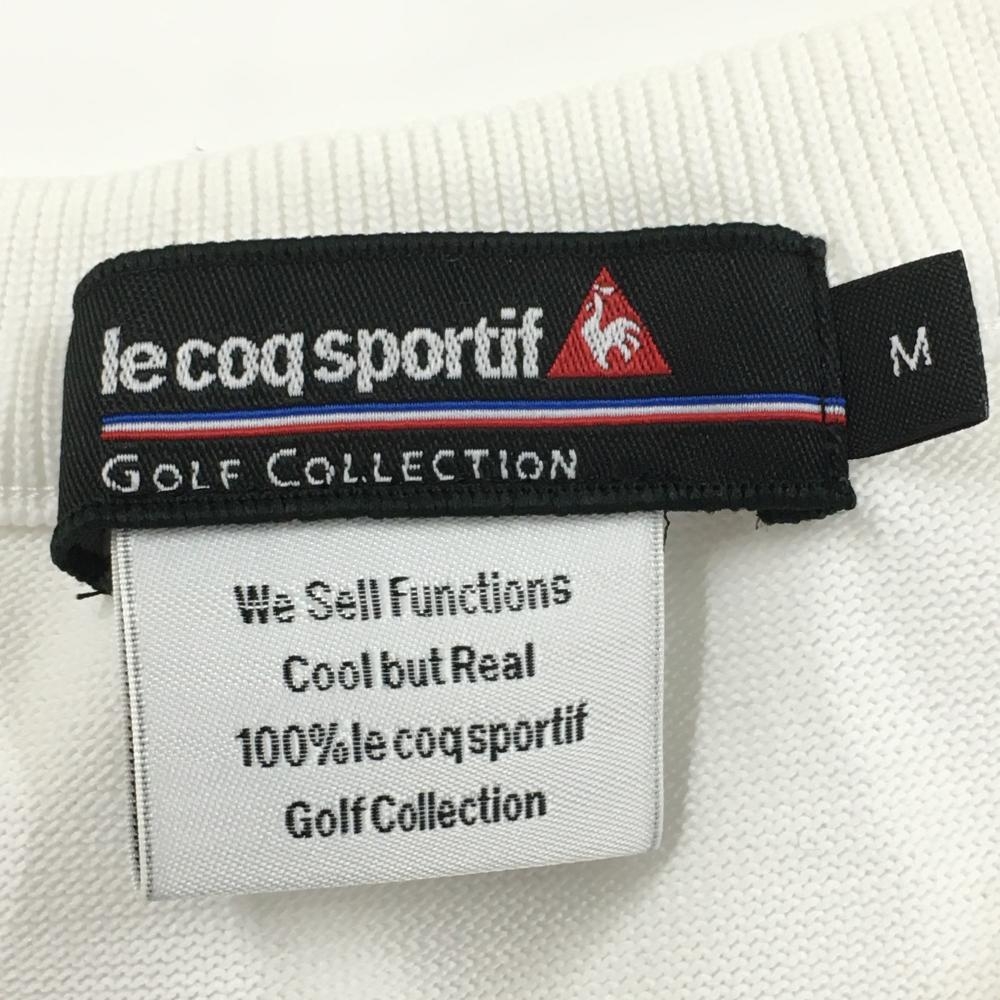 le coq sportif
GOLF COLLECTION
M
We Sell Functions
Cool but Real
100% le coq sportif
Golf Collection